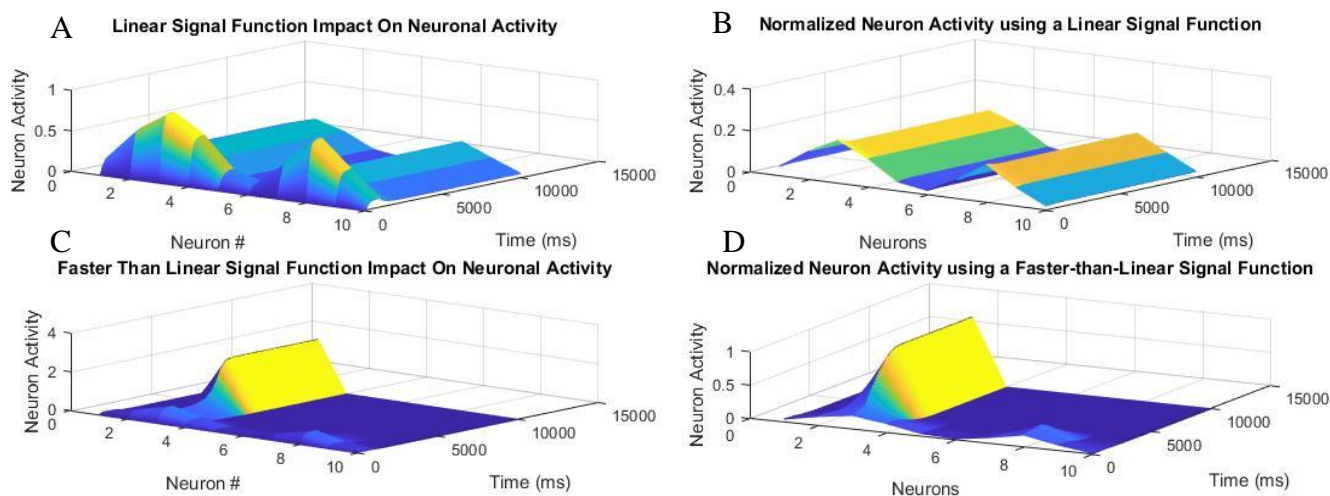 A
Linear Signal Function Impact On Neuronal Activity
Neuron Activity
1
0.5
0
0
2
4
6
8
10
Neuron #
0
5000
10000
15000
Time (ms)
B
Normalized Neuron Activity using a Linear Signal Function
Neuron Activity
0.4
0.2
0
0
2
4
6
8
10
Neurons
0
5000
10000
15000
Time (ms)
C
Faster Than Linear Signal Function Impact On Neuronal Activity
Neuron Activity
4
2
0
0
2
4
6
8
10
Neuron #
0
5000
10000
15000
Time (ms)
D
Normalized Neuron Activity using a Faster-than-Linear Signal Function
Neuron Activity
1
0.5
0
0
2
4
6
8
10
Neurons
0
5000
10000
15000
Time (ms)